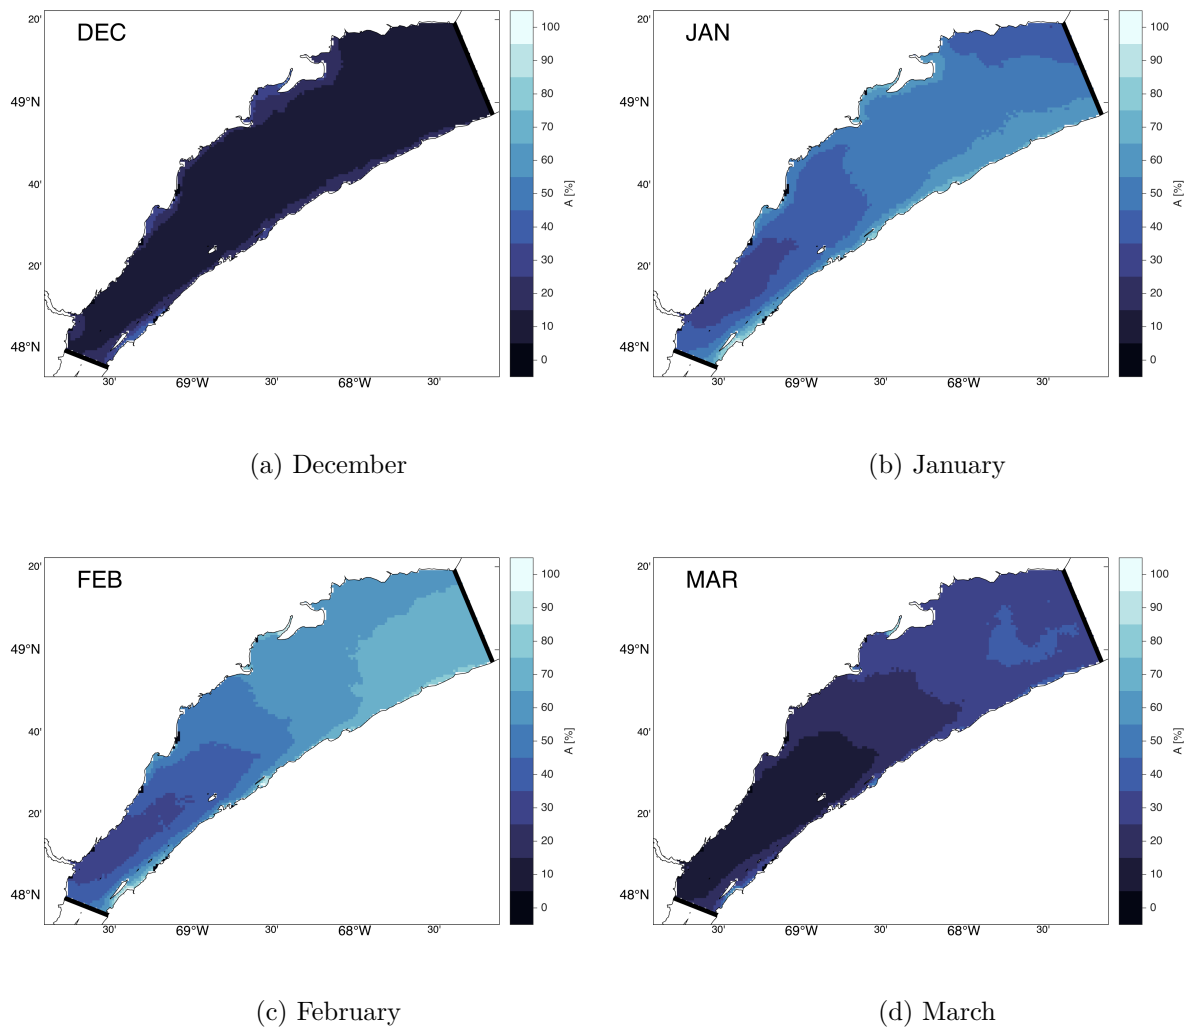 DEC
20'
49°N
40'
20'
48°N
30'
69°W
30'
68°W
30'
100
90
80
70
60
50
40
30
20
10
0
A [%]
JAN
20'
49°N
40'
20'
48°N
30'
69°W
30'
68°W
30'
100
90
80
70
60
50
40
30
20
10
0
A [%]
(a) December
(b) January
FEB
20'
49°N
40'
20'
48°N
30'
69°W
30'
68°W
30'
100
90
80
70
60
50
40
30
20
10
0
A [%]
MAR
20'
49°N
40'
20'
48°N
30'
69°W
30'
68°W
30'
100
90
80
70
60
50
40
30
20
10
0
A [%]
(c) February
(d) March